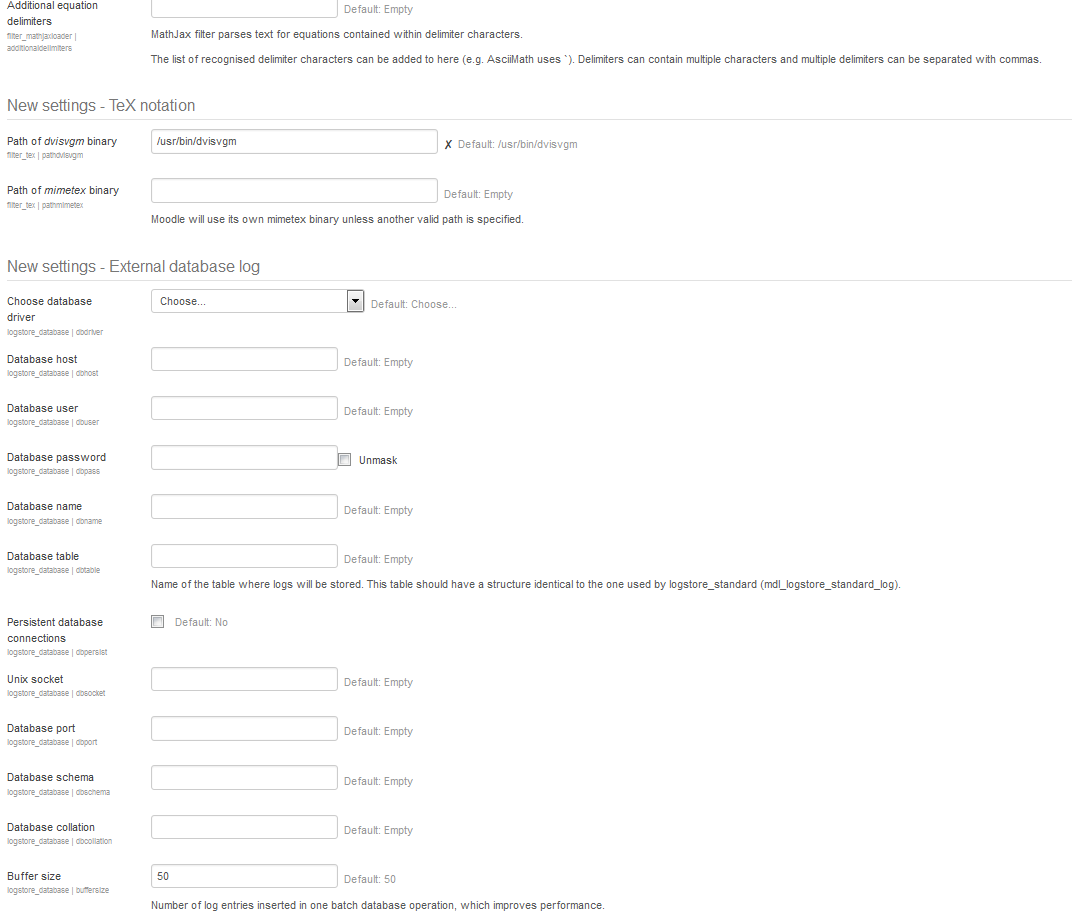 Additional equation
delimiters
Default: Empty
filter_mathjaxloader |
additionaldelimiters
MathJax filter parses text for equations contained within delimiter characters.
The list of recognised delimiter characters can be added to here (e.g. AsciiMath uses `). Delimiters can contain multiple characters and multiple delimiters can be separated with commas.
New settings - TeX notation
Path of dvisvgm binary
filter_tex | pathdvisvgm
/usr/bin/dvisvgm
✗ Default: /usr/bin/dvisvgm
Path of mimetex binary
filter_tex | pathmimetex
Default: Empty
Moodle will use its own mimetex binary unless another valid path is specified.
New settings - External database log
Choose database
driver
logstore_database | dbdriver
Choose...
Default: Choose...
Database host
logstore_database | dbhost
Default: Empty
Database user
logstore_database | dbuser
Default: Empty
Database password
logstore_database | dbpass
Unmask
Database name
logstore_database | dbname
Default: Empty
Database table
logstore_database | dbtable
Default: Empty
Name of the table where logs will be stored. This table should have a structure identical to the one used by logstore_standard (mdl_logstore_standard_log).
Persistent database
connections
logstore_database | dbpersist
Default: No
Unix socket
logstore_database | dbsocket
Default: Empty
Database port
logstore_database | dbport
Default: Empty
Database schema
logstore_database | dbschema
Default: Empty
Database collation
logstore_database | dbcollation
Default: Empty
Buffer size
logstore_database | buffersize
50
Default: 50
Number of log entries inserted in one batch database operation, which improves performance.